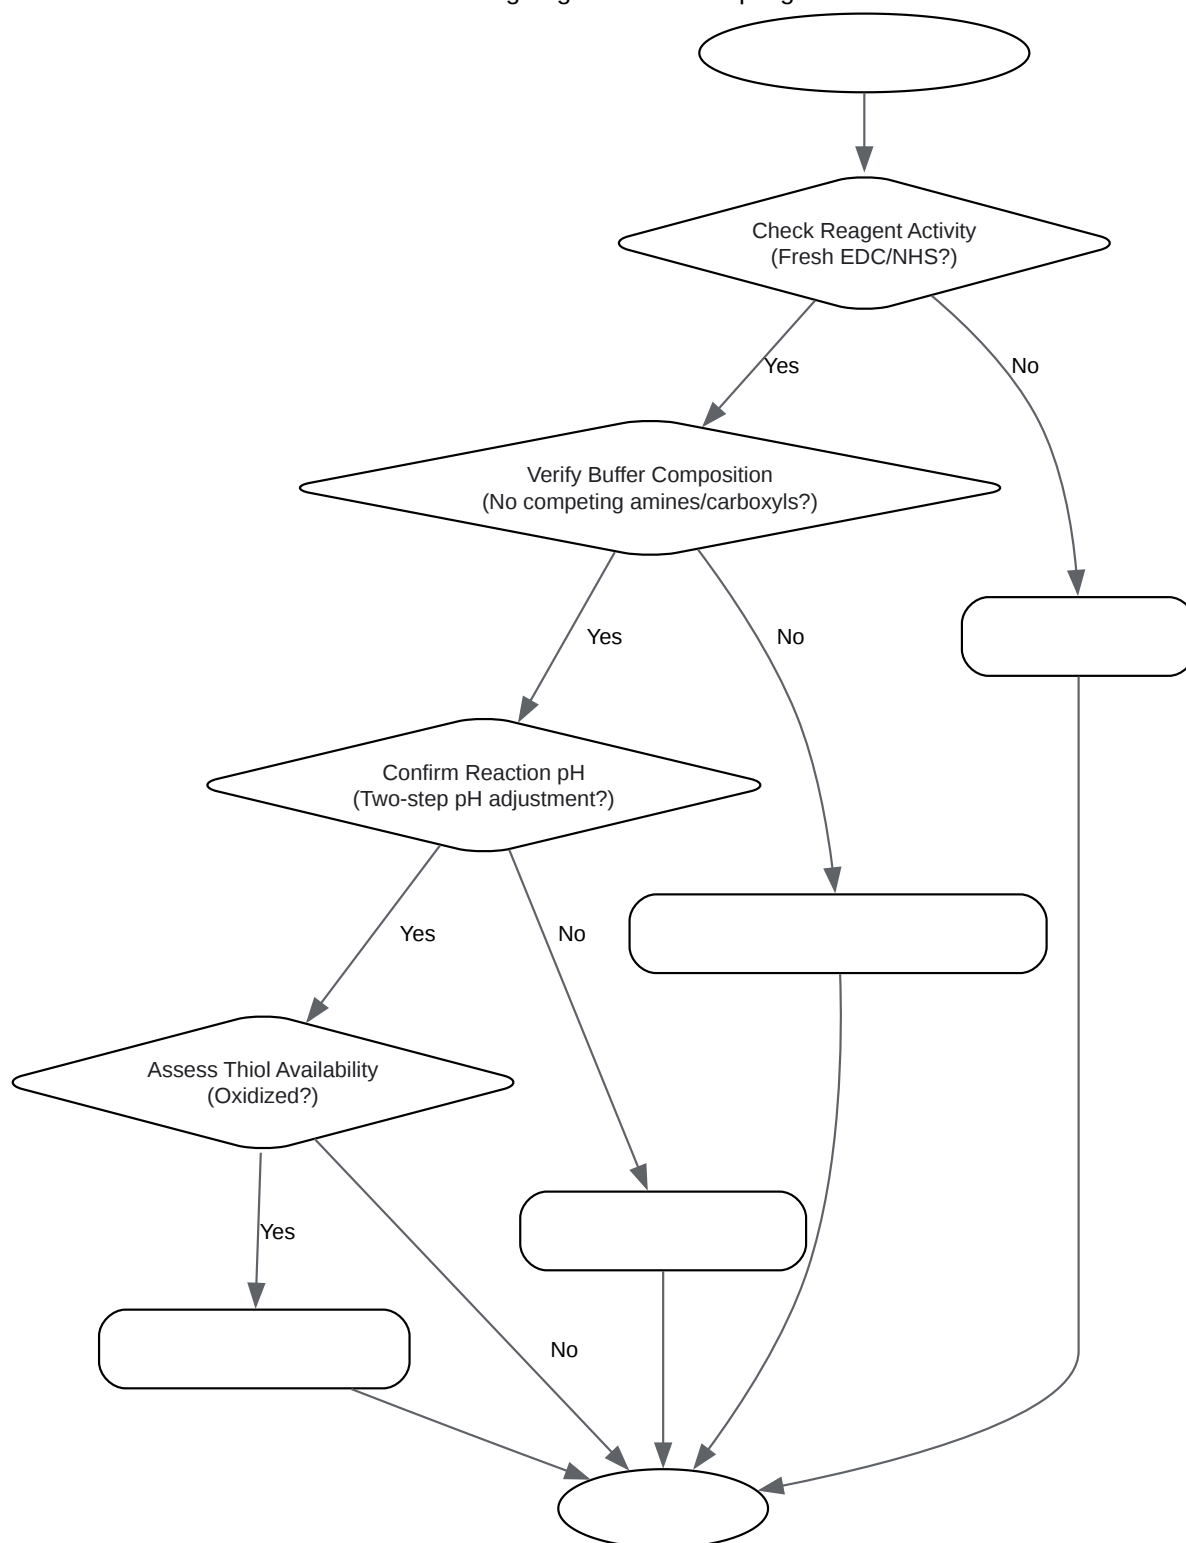 Check Reagent Activity
(Fresh EDC/NHS?)
Yes
No
Verify Buffer Composition
(No competing amines/carboxyls?)
Yes
No
Confirm Reaction pH
(Two-step pH adjustment?)
Yes
No
Assess Thiol Availability
(Oxidized?)
Yes
No